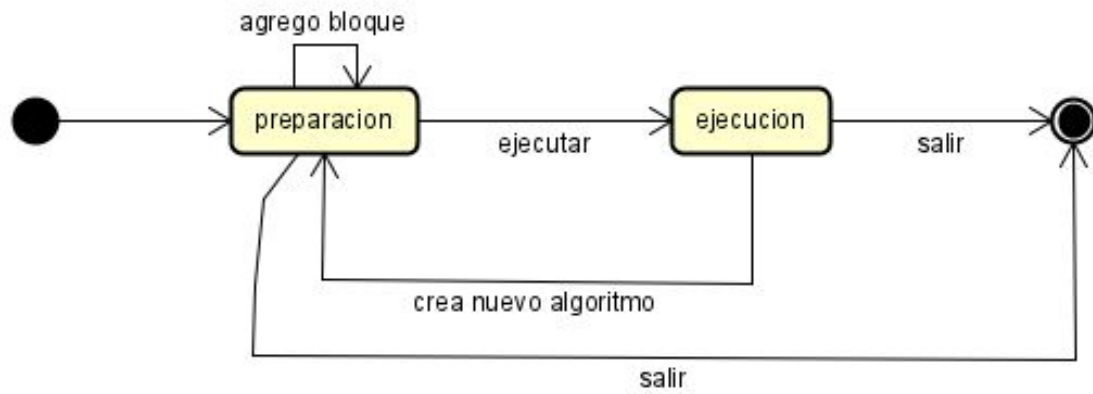 agrego bloque
preparacion
ejecutar
ejecucion
salir
crea nuevo algoritmo
salir